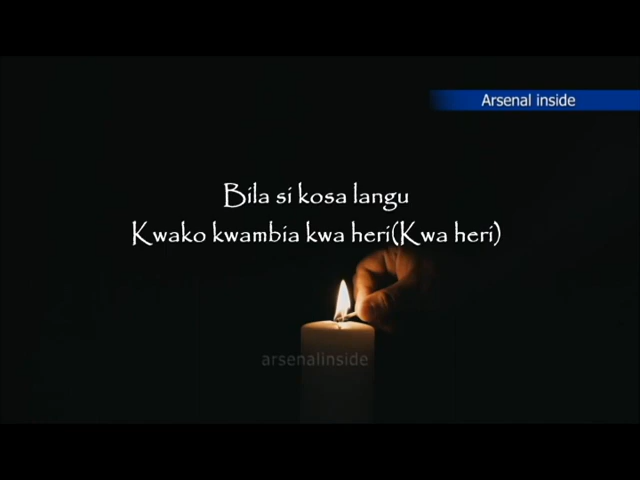 Arsenal inside
Bila si kosa langu
Kwako kwambia kwa heri(Kwa heri)
arsenalinside